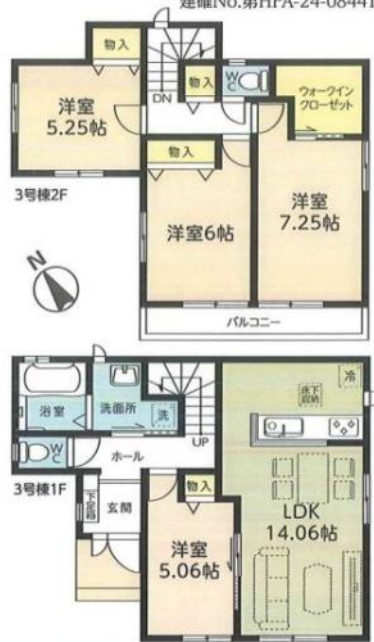 建確No.第HPA-24-08441
物入
洋室
5.25帖
DN
物入
WC
ウォークイン
クローゼット
3号棟2F
物入
洋室6帖
洋室
7.25帖
N
バルコニー
浴室
洗面所
洗
床下
収納
冷
WC
ホール
UP
3号棟1F
下足箱
玄関
物入
洋室
5.06帖
LDK
14.06帖